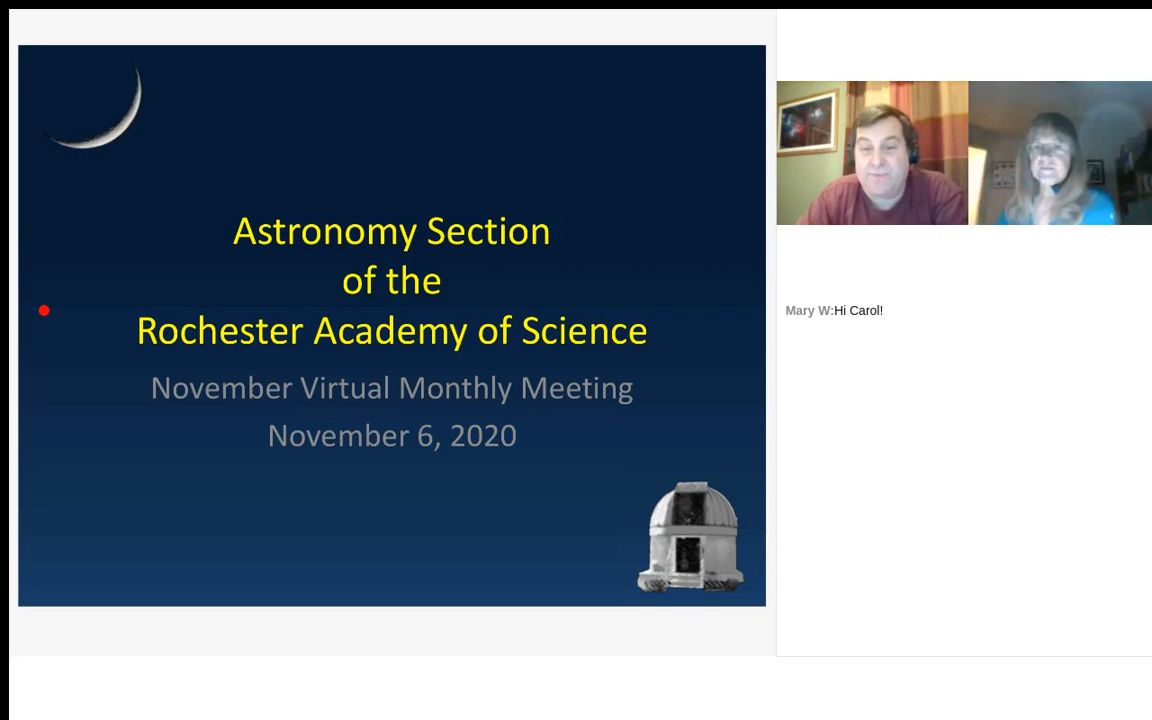 Astronomy Section
of the
Rochester Academy of Science
November Virtual Monthly Meeting
November 6, 2020
Mary W:Hi Carol!